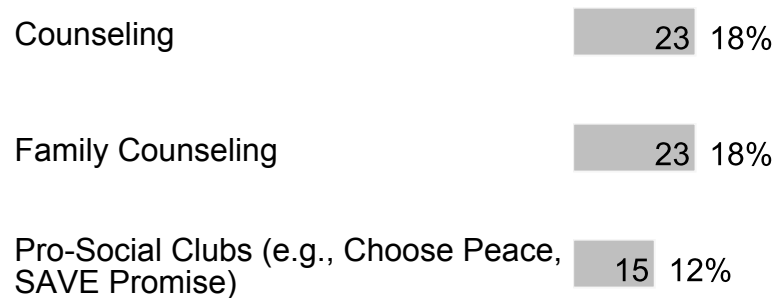 Counseling 23 18%
Family Counseling 23 18%
Pro-Social Clubs (e.g., Choose Peace,
SAVE Promise) 15 12%